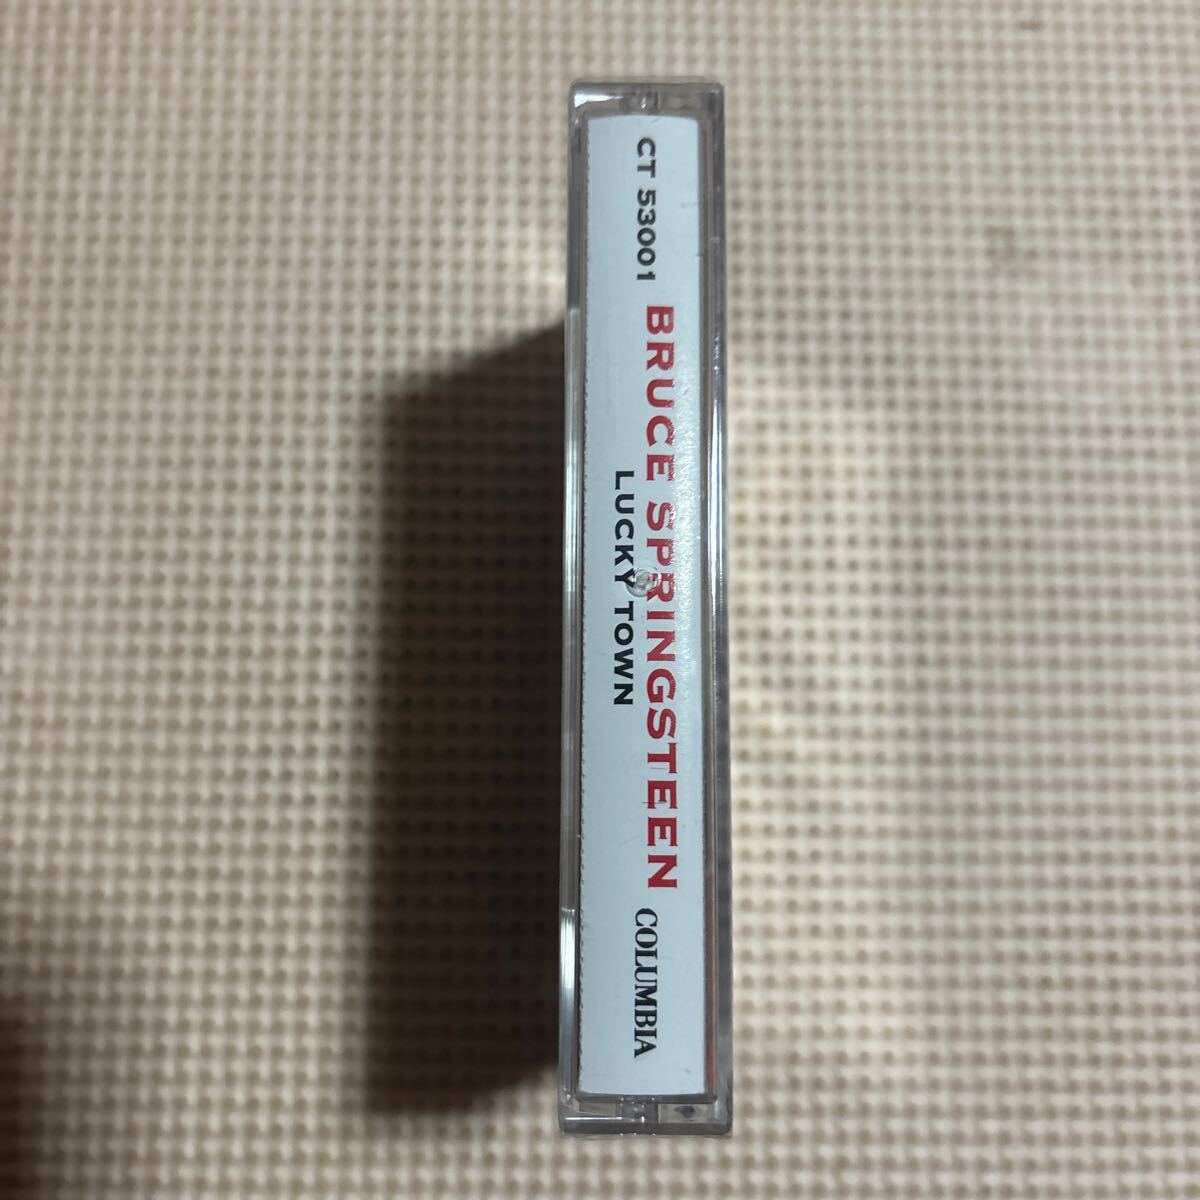 CT 53001
BRUCE SPRINGSTEEN
LUCKY TOWN
COLUMBIA